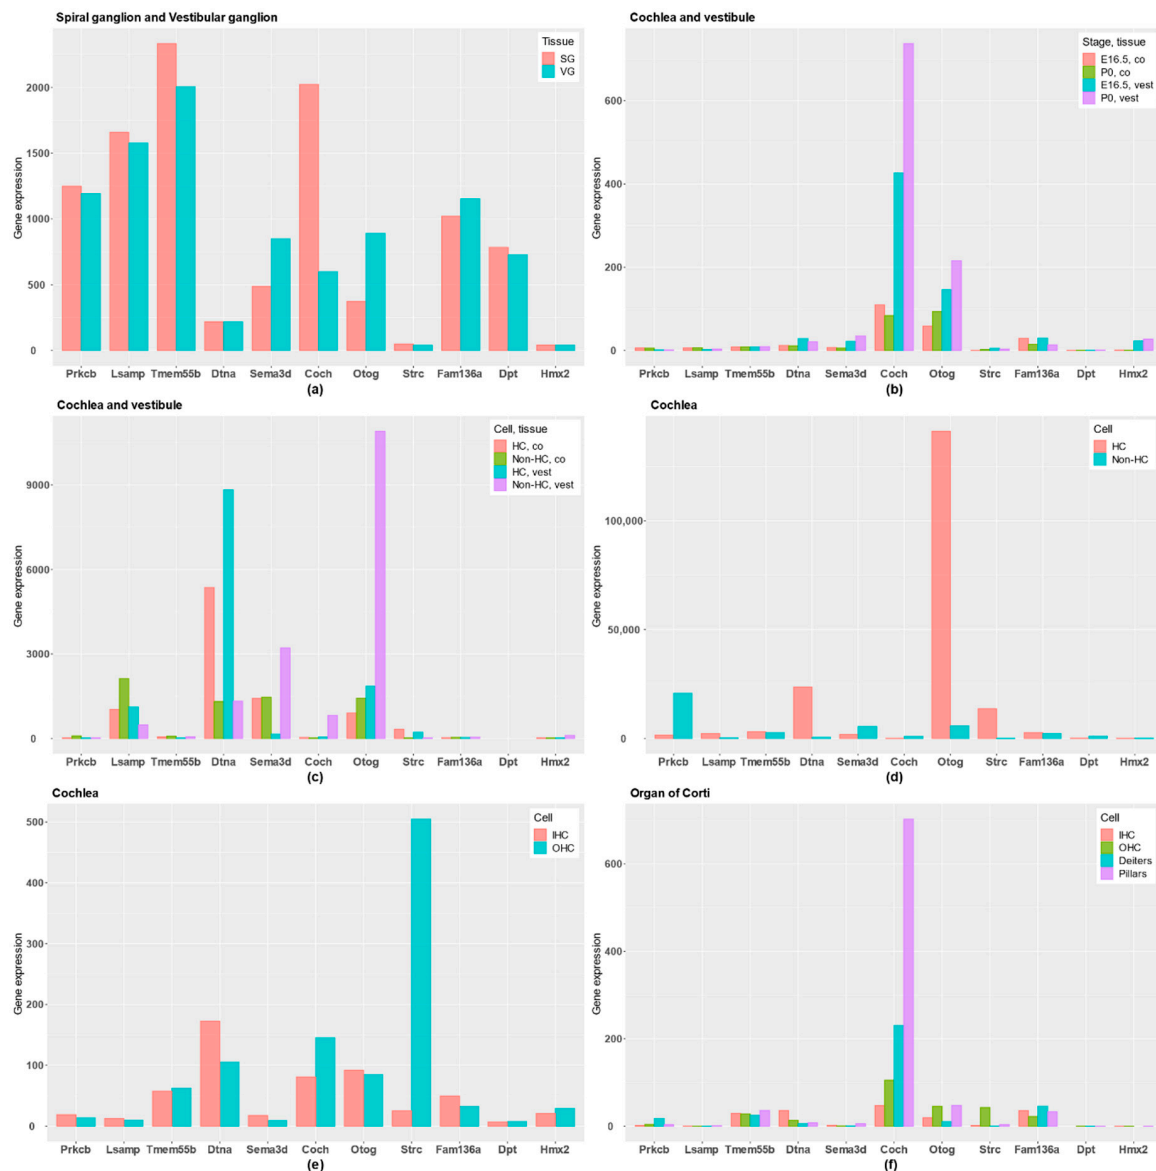 Spiral ganglion and Vestibular ganglion
Tissue
SG
VG
Gene expression
2000
1500
1000
500
0
Prkcb Lsamp Tmem55b Dtna Sema3d Coch Otog Strc Fam136a Dpt Hmx2
(a)
Cochlea and vestibule
Stage, tissue
E16.5, co
P0, co
E16.5, vest
P0, vest
Gene expression
600
400
200
0
Prkcb Lsamp Tmem55b Dtna Sema3d Coch Otog Strc Fam136a Dpt Hmx2
(b)
Cochlea and vestibule
Cell, tissue
HC, co
Non-HC, co
HC, vest
Non-HC, vest
Gene expression
9000
6000
3000
0
Prkcb Lsamp Tmem55b Dtna Sema3d Coch Otog Strc Fam136a Dpt Hmx2
(c)
Cochlea
Cell
HC
Non-HC
Gene expression
100,000
50,000
0
Prkcb Lsamp Tmem55b Dtna Sema3d Coch Otog Strc Fam136a Dpt Hmx2
(d)
Cochlea
Cell
IHC
OHC
Gene expression
500
400
300
200
100
0
Prkcb Lsamp Tmem55b Dtna Sema3d Coch Otog Strc Fam136a Dpt Hmx2
(e)
Organ of Corti
Cell
IHC
OHC
Deiters
Pillars
Gene expression
600
400
200
0
Prkcb Lsamp Tmem55b Dtna Sema3d Coch Otog Strc Fam136a Dpt Hmx2
(f)